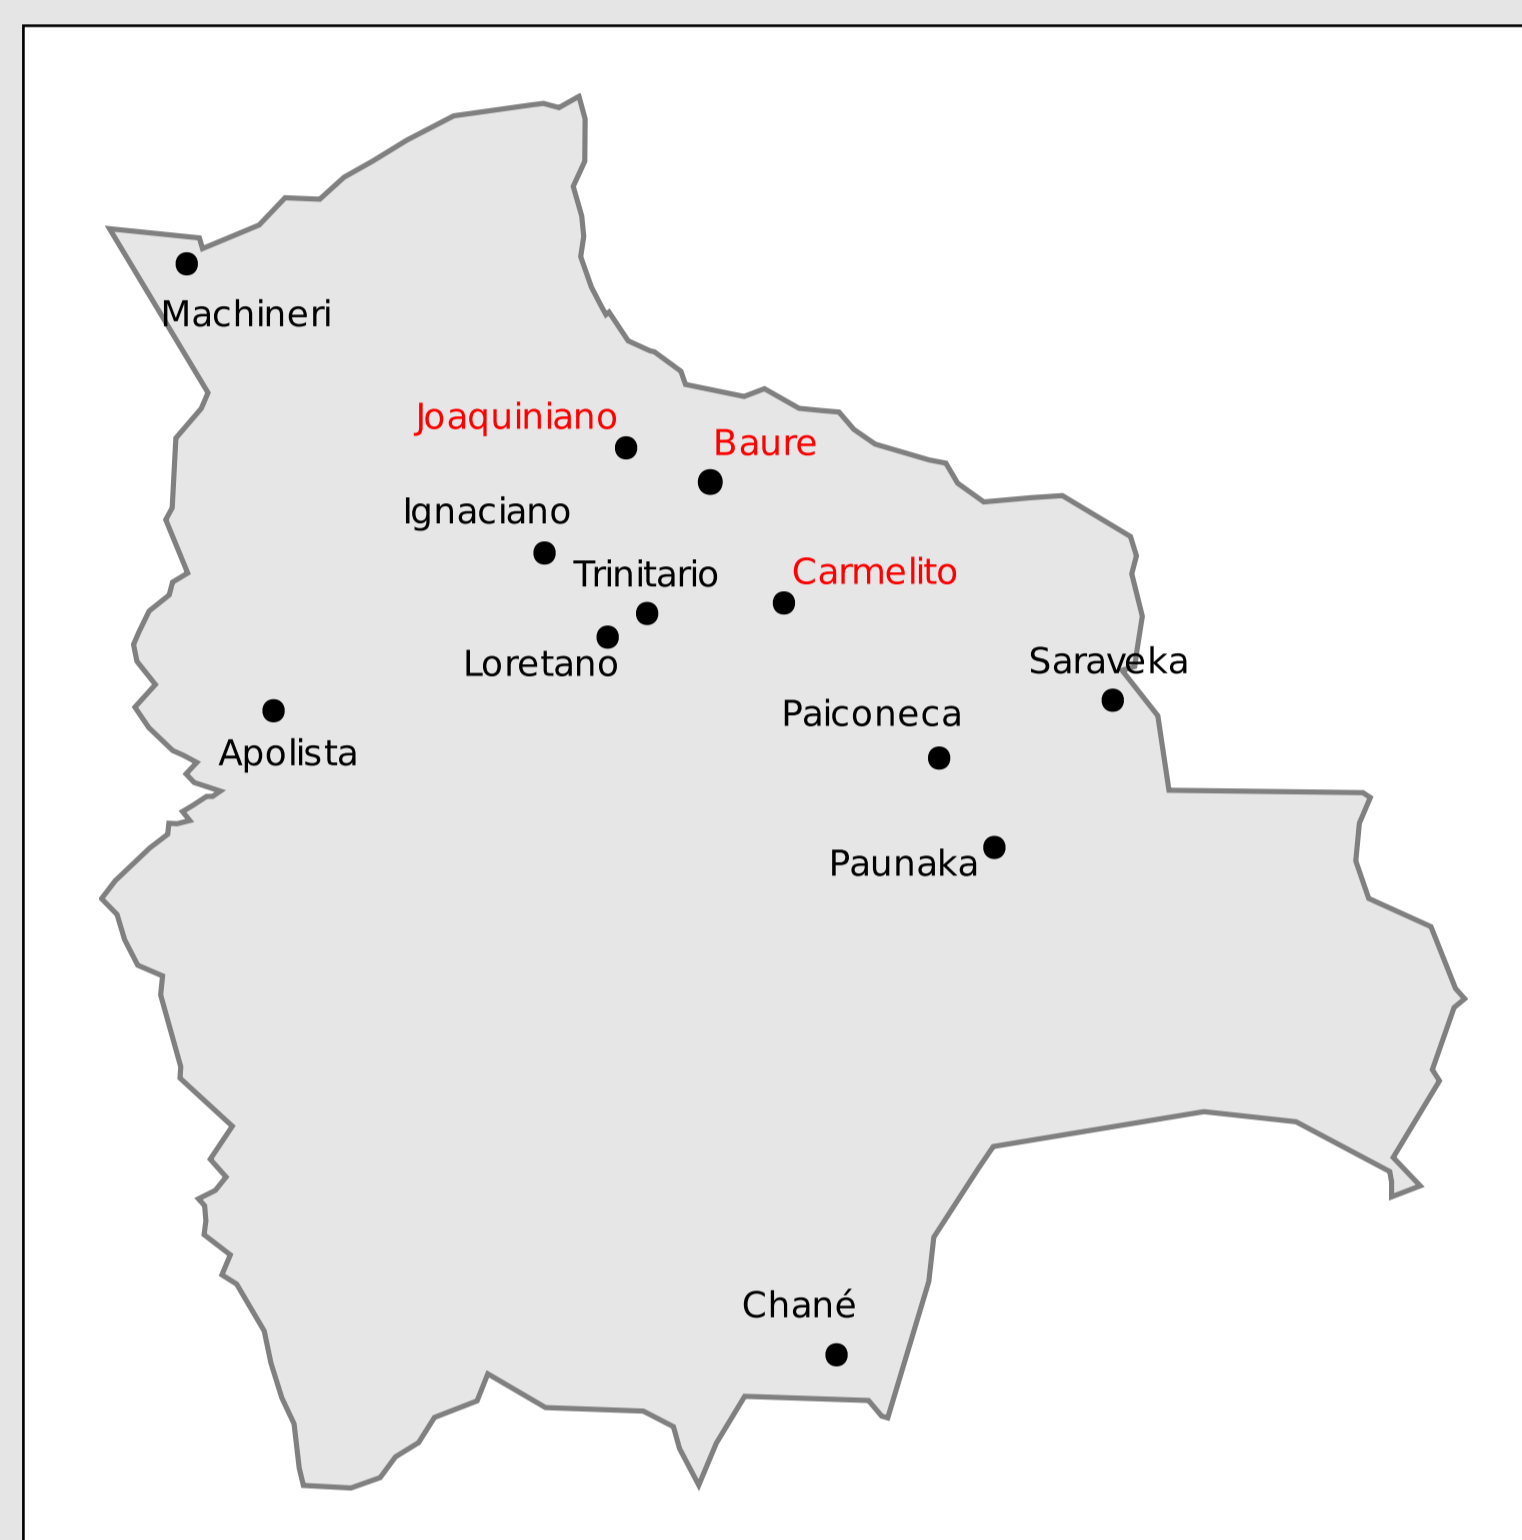 Machineri
Joaquiniano
Baure
Ignaciano
Trinitario
Carmelito
Loretano
Saraveka
Paiconeca
Apolista
Paunaka
Chané